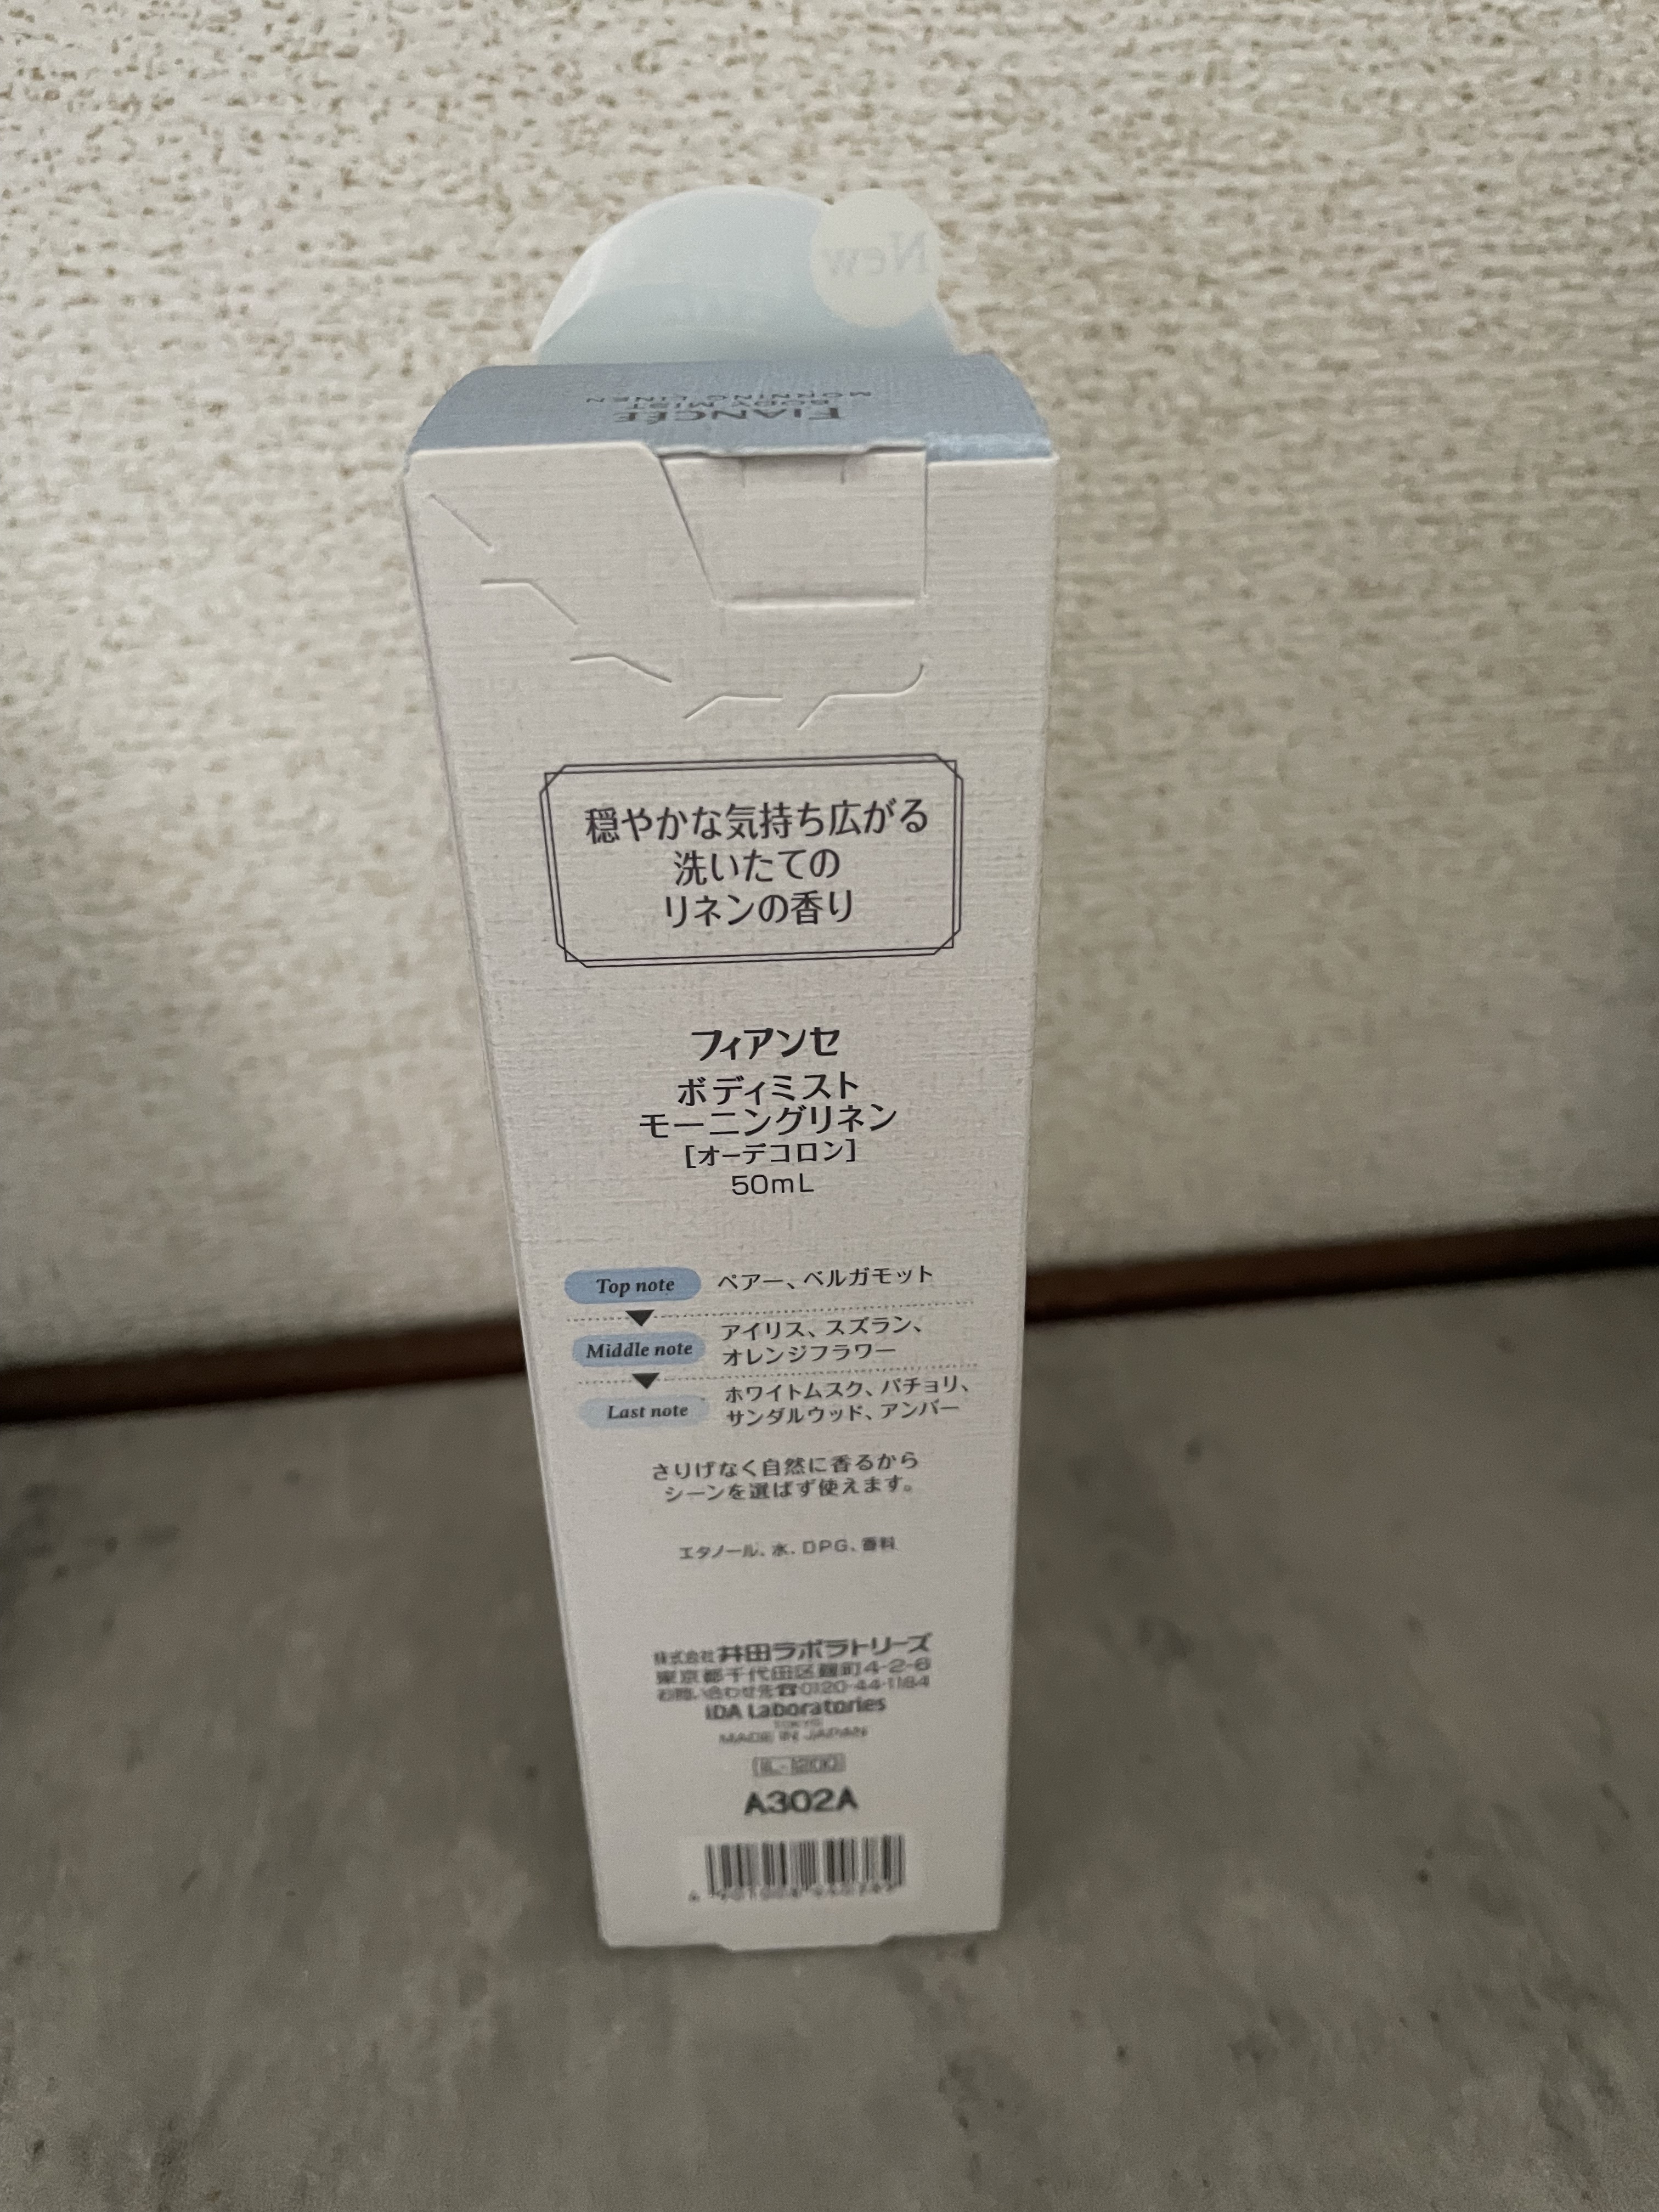 New
FIANCÉE
BODY MIST
MORNING LINEN
穏やかな気持ち広がる
洗いたての
リネンの香り
フィアンセ
ボディミスト
モーニングリネン
[オーデコロン]
50mL
Top note ペアー、ベルガモット
Middle note アイリス、スズラン、
オレンジフラワー
Last note ホワイトムスク、パチョリ、
サンダルウッド、アンバー
さりげなく自然に香るから
シーンを選ばず使えます。
エタノール、水、DPG、香料
株式会社 井田ラボラトリーズ
東京都千代田区麹町4-2-6
お問い合わせ先☎0120-44-1184
IDA Laboratories
TOKYO
MADE IN JAPAN
A302A